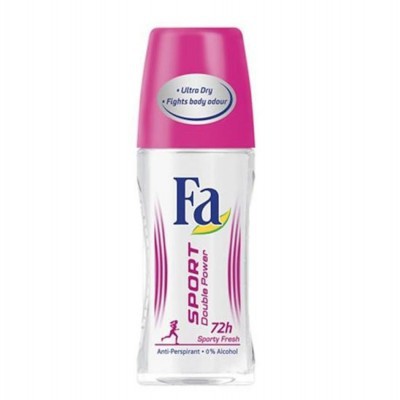 • Ultra Dry
• Fights body odour
Fa
SPORT
Double Power
72h
Sporty Fresh
Anti-Perspirant • 0% Alcohol